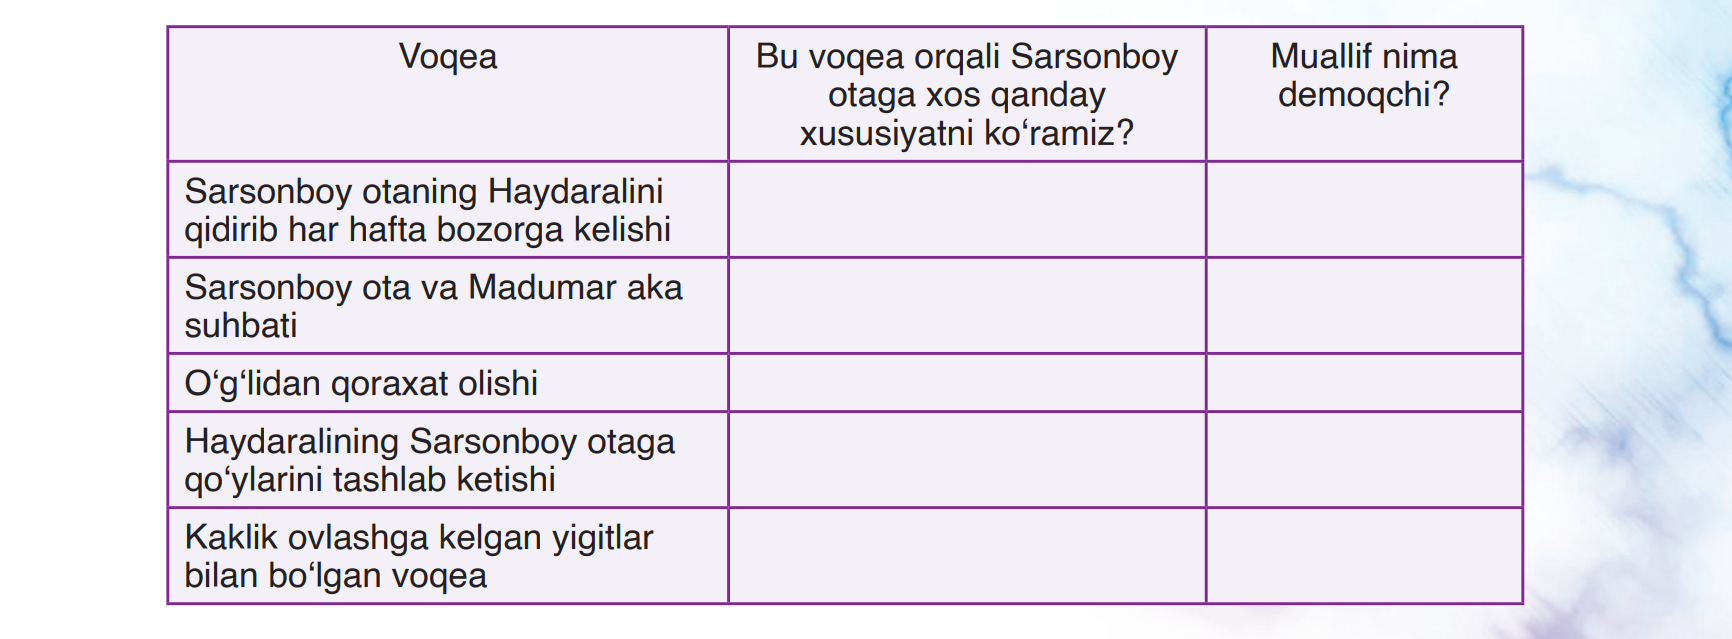 Voqea
Bu voqea orqali Sarsonboy
otaga xos qanday
xususiyatni ko‘ramiz?
Muallif nima
demoqchi?
Sarsonboy otaning Haydaralini
qidirib har hafta bozorga kelishi
Sarsonboy ota va Madumar aka
suhbati
O‘g‘lidan qoraxat olishi
Haydaralining Sarsonboy otaga
qo‘ylarini tashlab ketishi
Kaklik ovlashga kelgan yigitlar
bilan bo‘lgan voqea